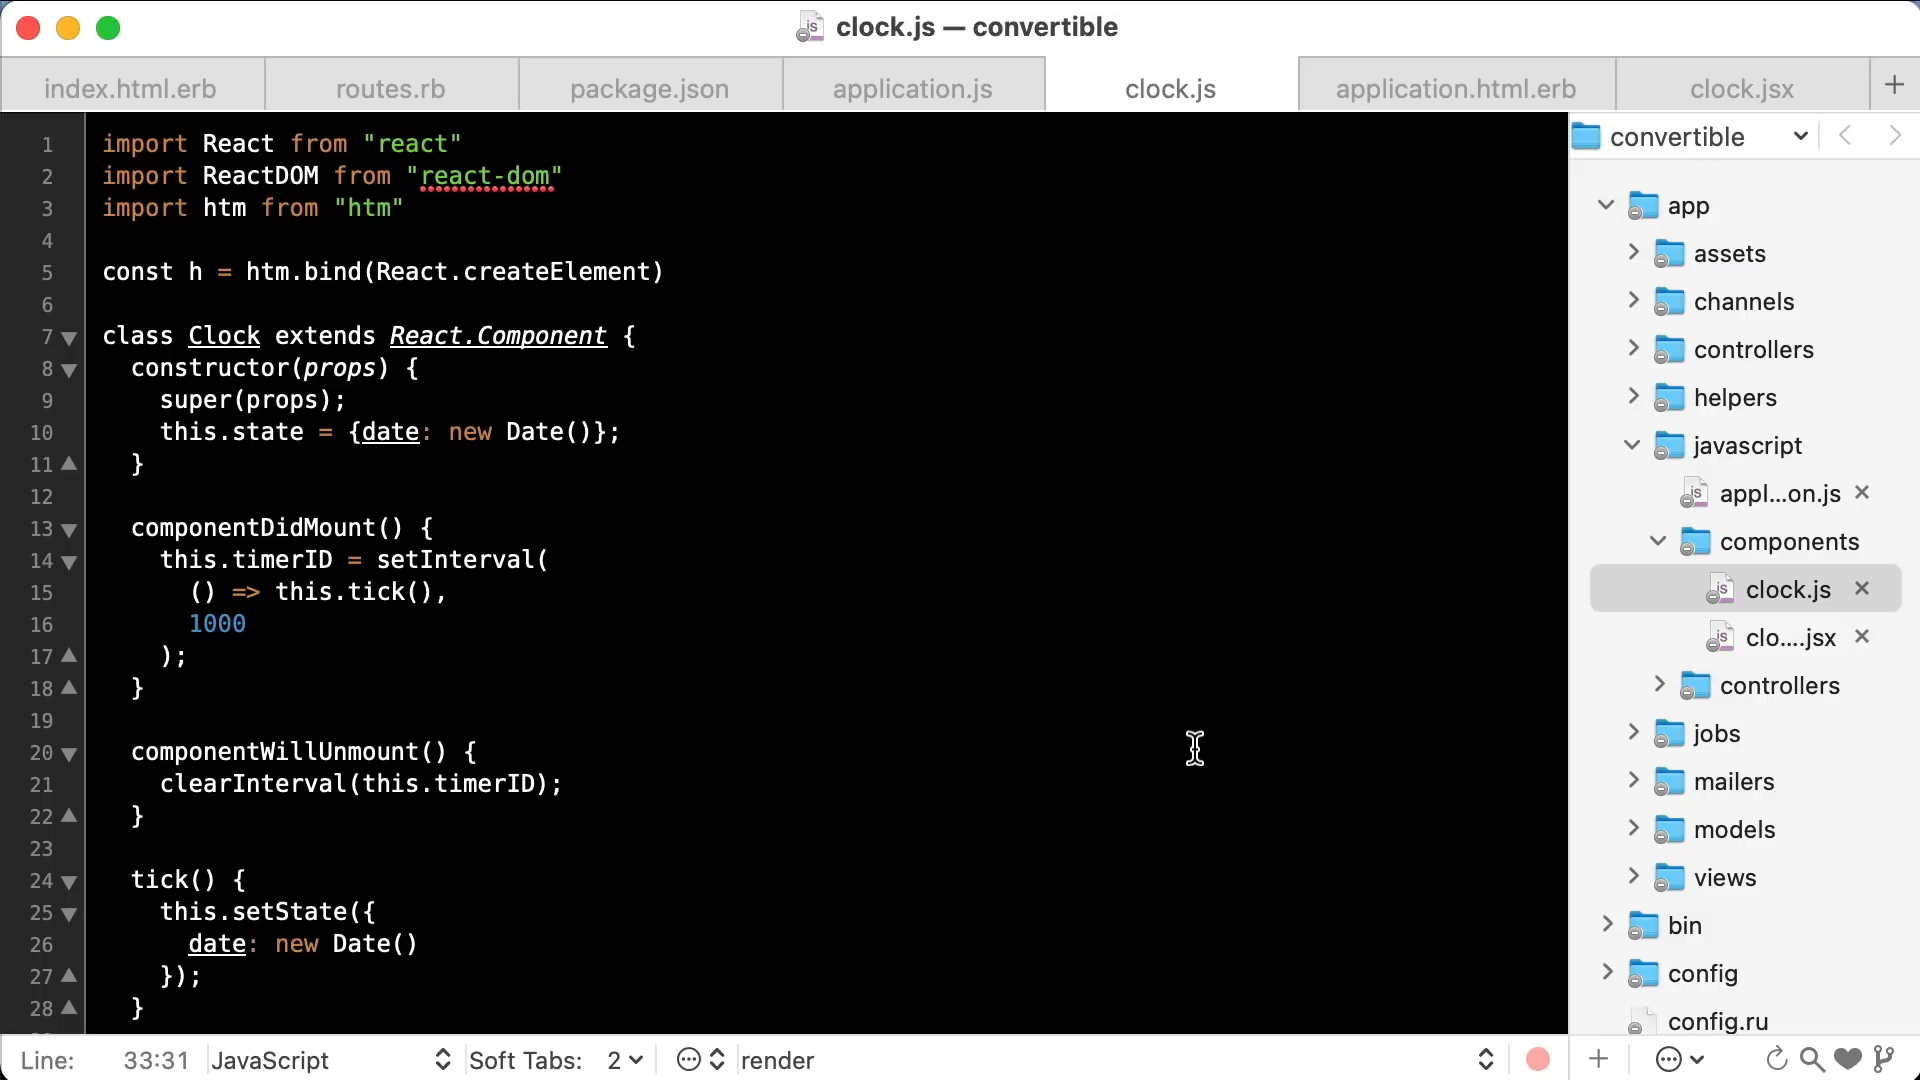 clock.js — convertible
index.html.erb
routes.rb
package.json
application.js
clock.js
application.html.erb
clock.jsx
1 import React from "react"
2 import ReactDOM from "react-dom"
3 import htm from "htm"
4
5 const h = htm.bind(React.createElement)
6
7 class Clock extends React.Component {
8   constructor(props) {
9     super(props);
10     this.state = {date: new Date()};
11   }
12
13   componentDidMount() {
14     this.timerID = setInterval(
15       () => this.tick(),
16       1000
17     );
18   }
19
20   componentWillUnmount() {
21     clearInterval(this.timerID);
22   }
23
24   tick() {
25     this.setState({
26       date: new Date()
27     });
28   }
convertible
app
assets
channels
controllers
helpers
javascript
appl...on.js
components
clock.js
clo....jsx
controllers
jobs
mailers
models
views
bin
config
config.ru
Line: 33:31 JavaScript Soft Tabs: 2 render